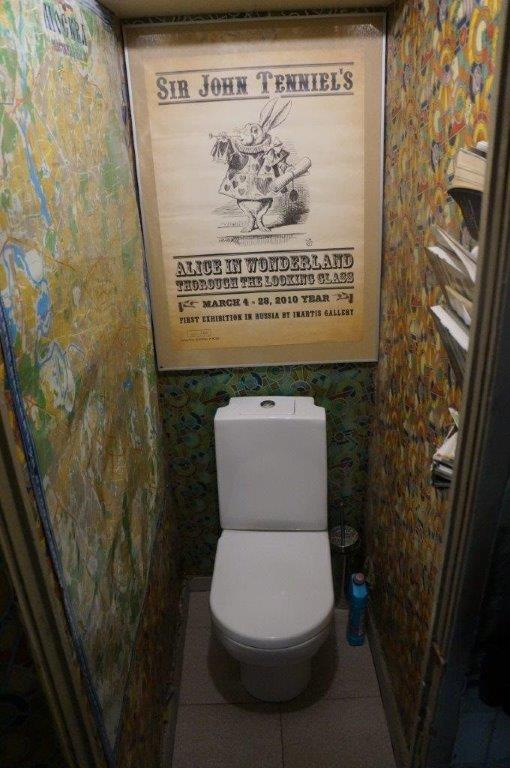 SIR JOHN TENNIEL'S
ALICE IN WONDERLAND
THOROUGH THE LOOKING GLASS
MARCH 4 - 28, 2010 YEAR
FIRST EXHIBITION IN RUSSIA BY INARTIS GALLERY